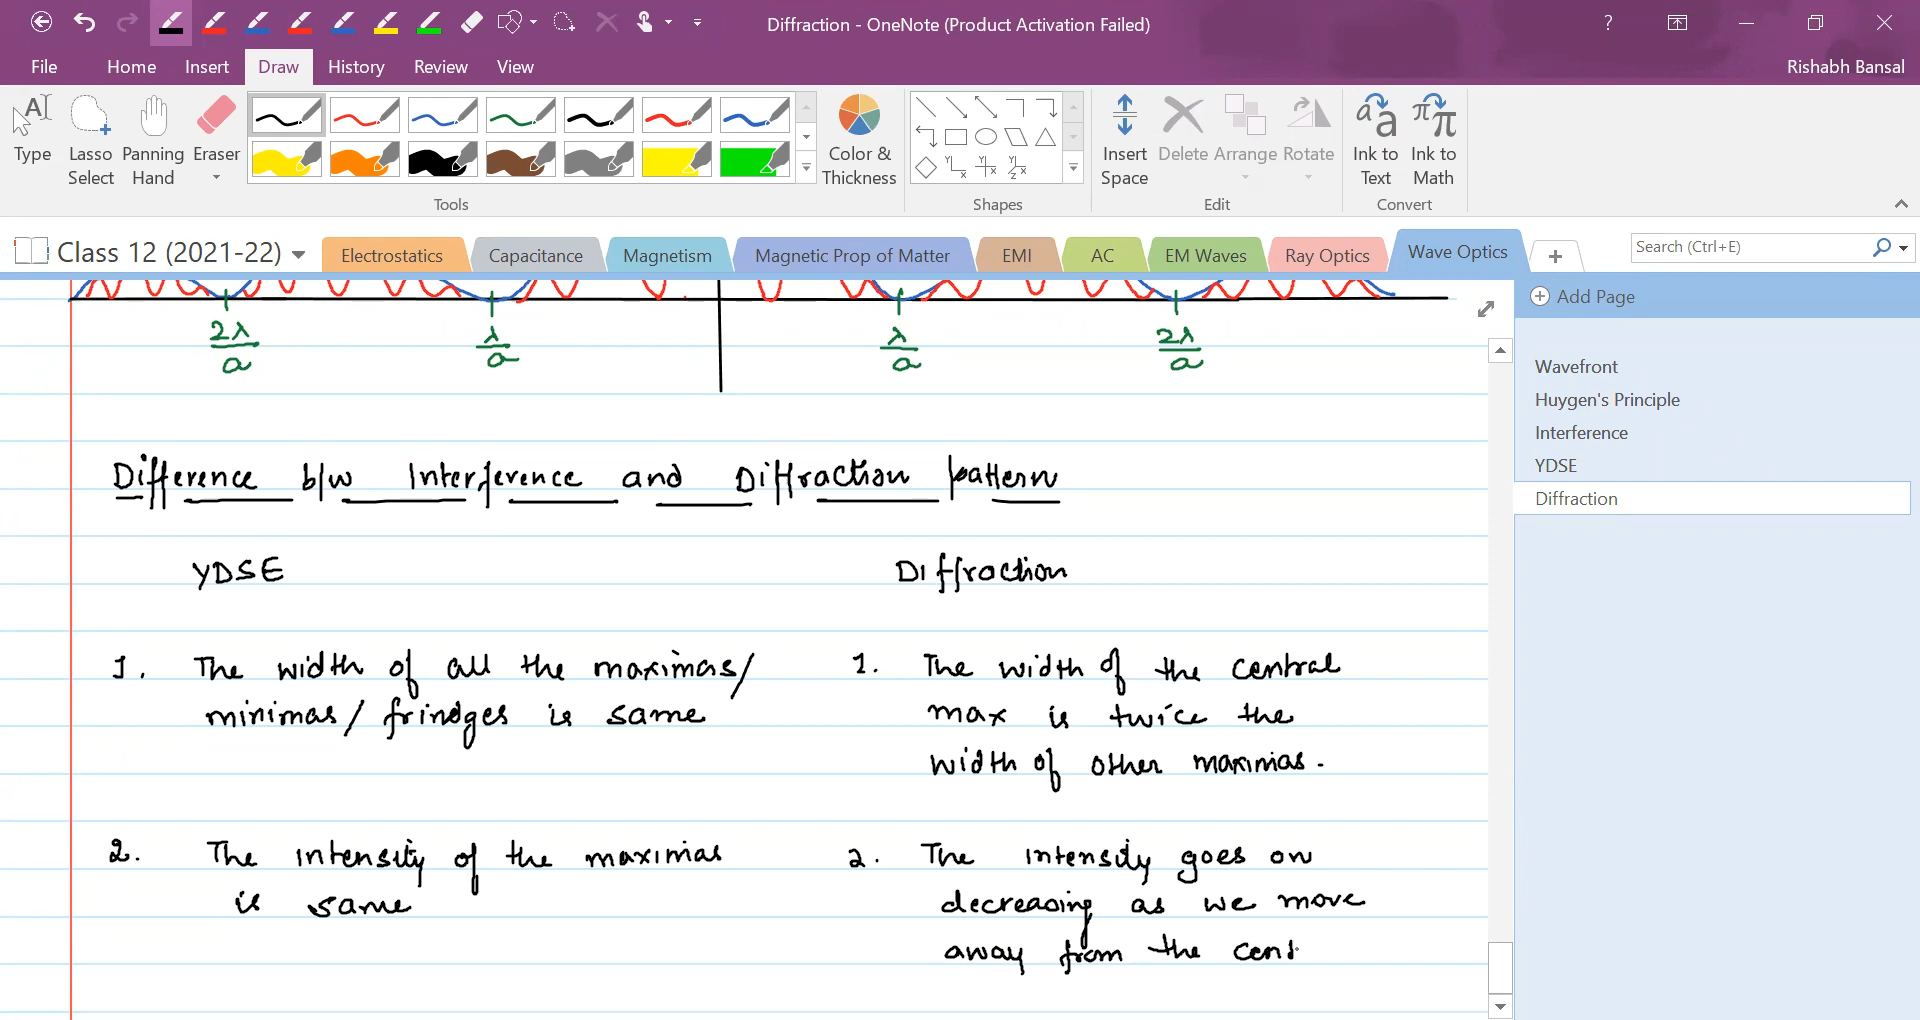 Diffraction - OneNote (Product Activation Failed)
?
File Home Insert Draw History Review View
Rishabh Bansal
Type
Lasso Select
Panning Hand
Eraser
Color & Thickness
Insert Space
Delete
Arrange
Rotate
Ink to Text
Ink to Math
Tools
Shapes
Edit
Convert
Class 12 (2021-22)
Electrostatics Capacitance Magnetism Magnetic Prop of Matter EMI AC EM Waves Ray Optics Wave Optics +
Search (Ctrl+E)
Add Page
Wavefront
Huygen's Principle
Interference
YDSE
Diffraction
2λ/a λ/a λ/a 2λ/a
Difference b/w Interference and Diffraction pattern
YDSE
Diffraction
1. The width of all the maximas/
minimas/ frindges is same
1. The width of the central
max is twice the
width of other maximas.
2. The intensity of the maximas
is same
2. The intensity goes on
decreasing as we move
away from the cent